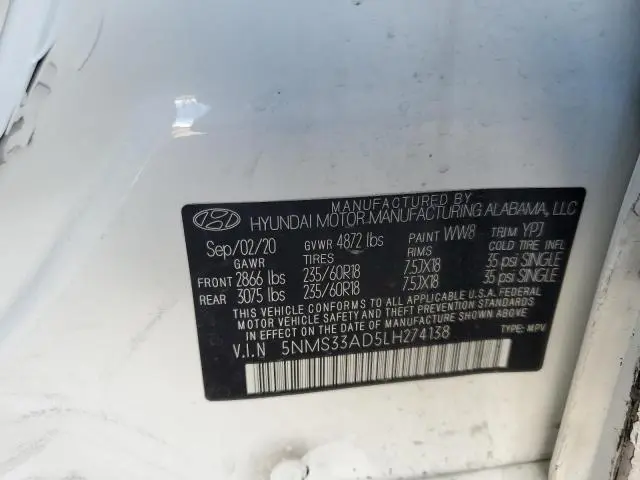 MANUFACTURED BY
HYUNDAI MOTOR MANUFACTURING ALABAMA, LLC
Sep/02/20 GVWR 4872 lbs PAINT WW8 TRIM YPJ
GAWR TIRES RIMS COLD TIRE INFL
FRONT 2866 lbs 235/60R18 7.5JX18 35 psi SINGLE
REAR 3075 lbs 235/60R18 7.5JX18 35 psi SINGLE
THIS VEHICLE CONFORMS TO ALL APPLICABLE U.S.A. FEDERAL
MOTOR VEHICLE SAFETY AND THEFT PREVENTION STANDARDS
IN EFFECT ON THE DATE OF MANUFACTURE SHOWN ABOVE.
V.I.N 5NMS33AD5LH274138 TYPE: MPV